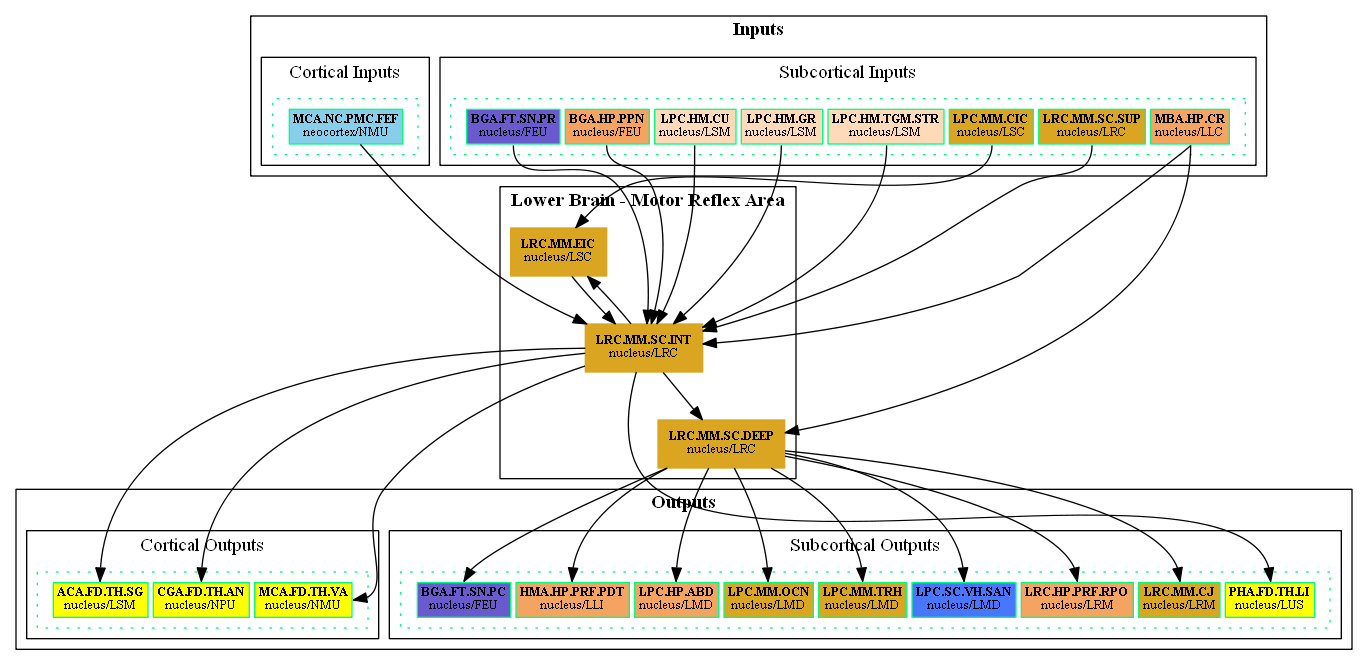 Inputs
Cortical Inputs
Subcortical Inputs
MCA.NC.PMC.FEF
neocortex/NMU
BGA.FT.SN.PR
nucleus/FEU
BGA.HP.PPN
nucleus/FEU
LPC.HM.CU
nucleus/LSM
LPC.HM.GR
nucleus/LSM
LPC.HM.TGM.STR
nucleus/LSM
LPC.MM.CIC
nucleus/LSC
LRC.MM.SC.SUP
nucleus/LRC
MBA.HP.CR
nucleus/LLC
Lower Brain - Motor Reflex Area
LRC.MM.EIC
nucleus/LSC
LRC.MM.SC.INT
nucleus/LRC
LRC.MM.SC.DEEP
nucleus/LRC
Outputs
Cortical Outputs
Subcortical Outputs
ACA.FD.TH.SG
nucleus/LSM
CGA.FD.TH.AN
nucleus/NPU
MCA.FD.TH.VA
nucleus/NMU
BGA.FT.SN.PC
nucleus/FEU
HMA.HP.PRF.PDT
nucleus/LLI
LPC.HP.ABD
nucleus/LMD
LPC.MM.OCN
nucleus/LMD
LPC.MM.TRH
nucleus/LMD
LPC.SC.VH.SAN
nucleus/LMD
LRC.HP.PRF.RPO
nucleus/LRM
LRC.MM.CJ
nucleus/LRM
PHA.FD.TH.LI
nucleus/LUS